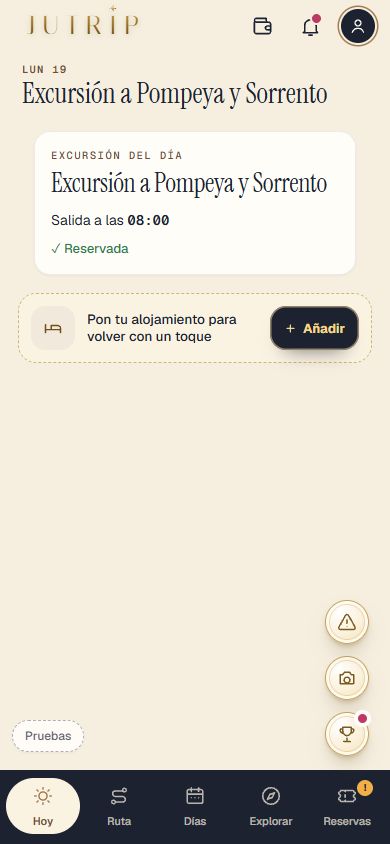 JUTRIP
LUN 19
Excursión a Pompeya y Sorrento
EXCURSIÓN DEL DÍA
Excursión a Pompeya y Sorrento
Salida a las 08:00
✓ Reservada
Pon tu alojamiento para
volver con un toque
+ Añadir
Pruebas
!
Hoy
Ruta
Días
Explorar
Reservas